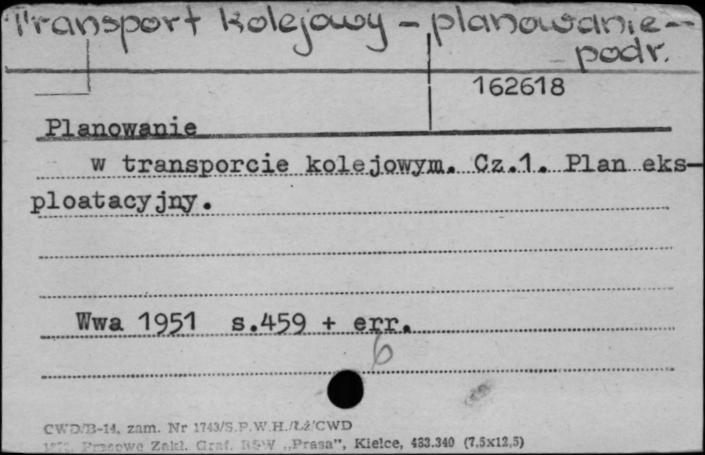 Transport kolejowy - planowanie -
- podr.
162618
Planowanie
w transporcie kolejowym. Cz.1. Plan eks-
ploatacyjny.
Wwa 1951 s.459 + err.
6
CWD/B-14, zam. Nr 1743/S.P.W.H./Łż/CWD
Prasowe Zakł. Graf. RSW „Prasa”, Kielce, 483.340 (7,5x12,5)